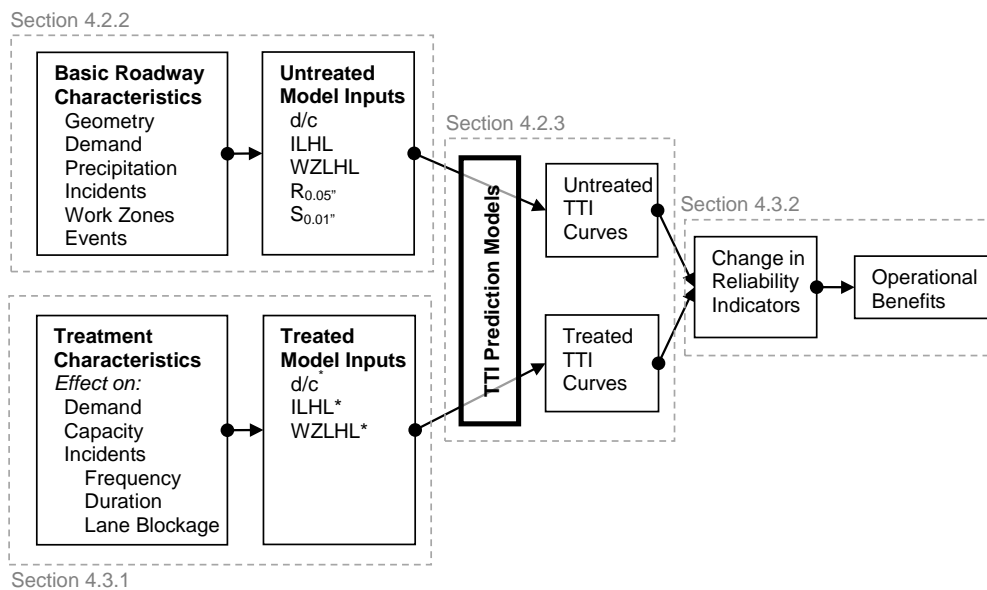 Section 4.2.2
Basic Roadway
Characteristics
Geometry
Demand
Precipitation
Incidents
Work Zones
Events
Untreated
Model Inputs
d/c
ILHL
WZLHL
R0.05"
S0.01"
Section 4.2.3
TTI Prediction Models
Untreated
TTI
Curves
Treated
TTI
Curves
Section 4.3.2
Change in
Reliability
Indicators
Operational
Benefits
Treatment
Characteristics
Effect on:
Demand
Capacity
Incidents
Frequency
Duration
Lane Blockage
Treated
Model Inputs
d/c*
ILHL*
WZLHL*
Section 4.3.1